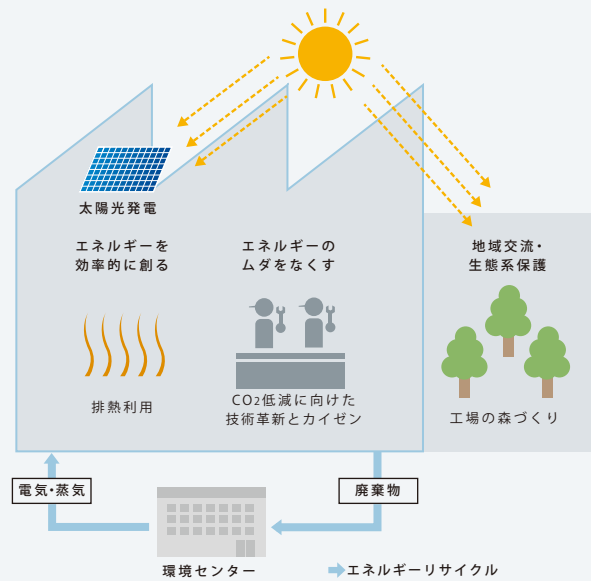 太陽光発電
エネルギーを
効率的に創る
エネルギーの
ムダをなくす
地域交流・
生態系保護
排熱利用
CO2低減に向けた
技術革新とカイゼン
工場の森づくり
電気・蒸気
廃棄物
環境センター
エネルギーリサイクル